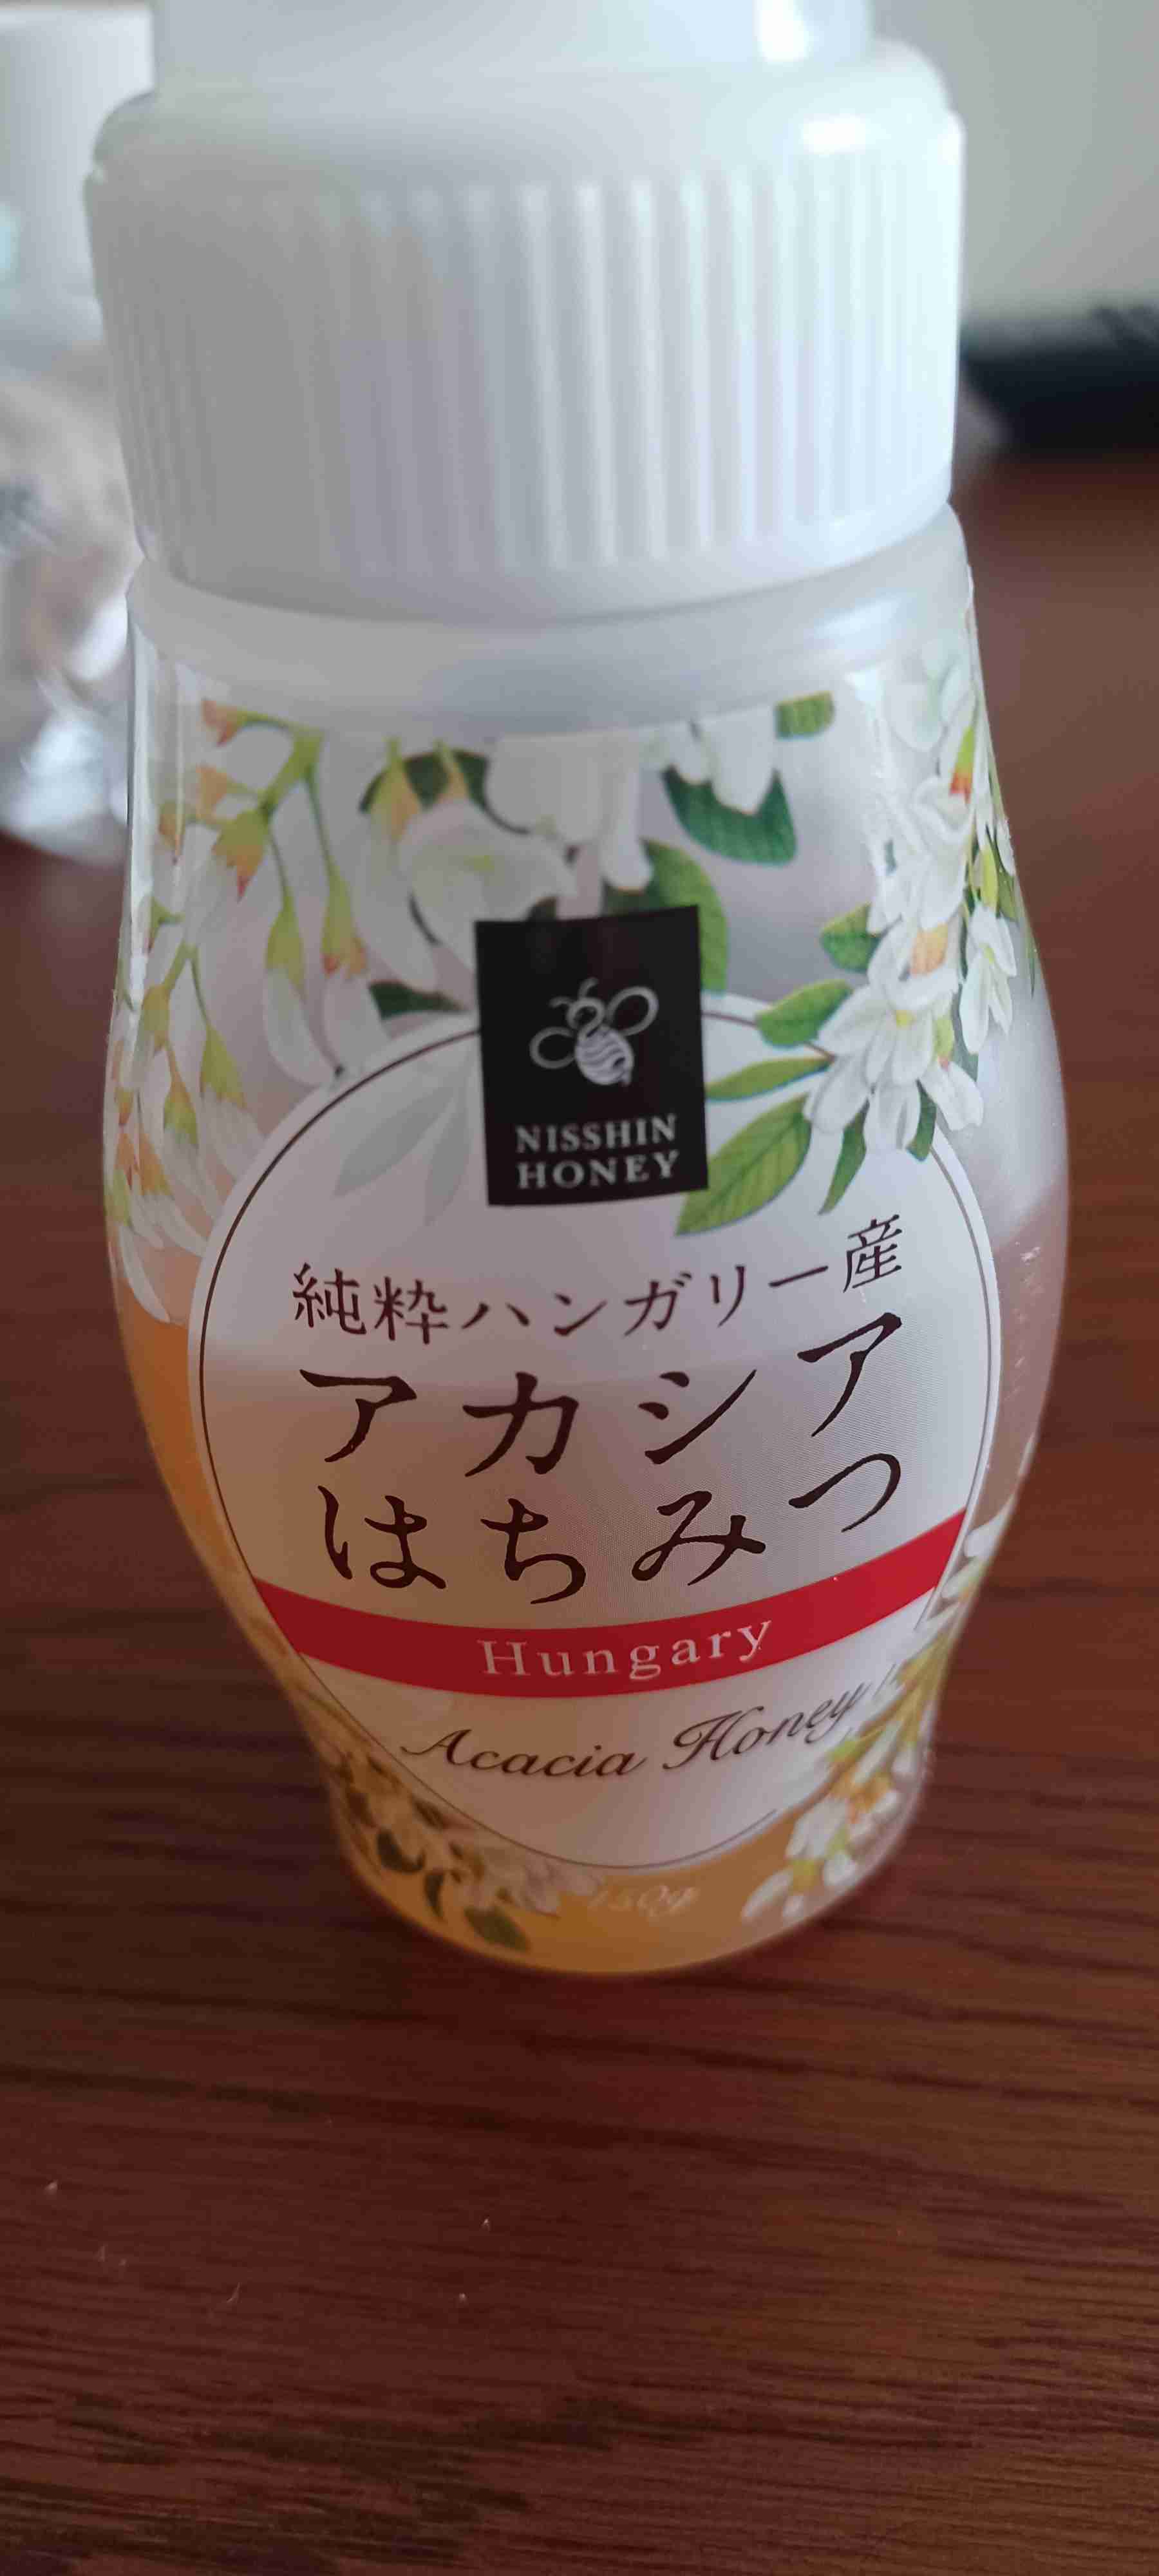 NISSHIN
HONEY
純粋ハンガリー産
アカシア
はちみつ
Hungary
Acacia Honey
150g